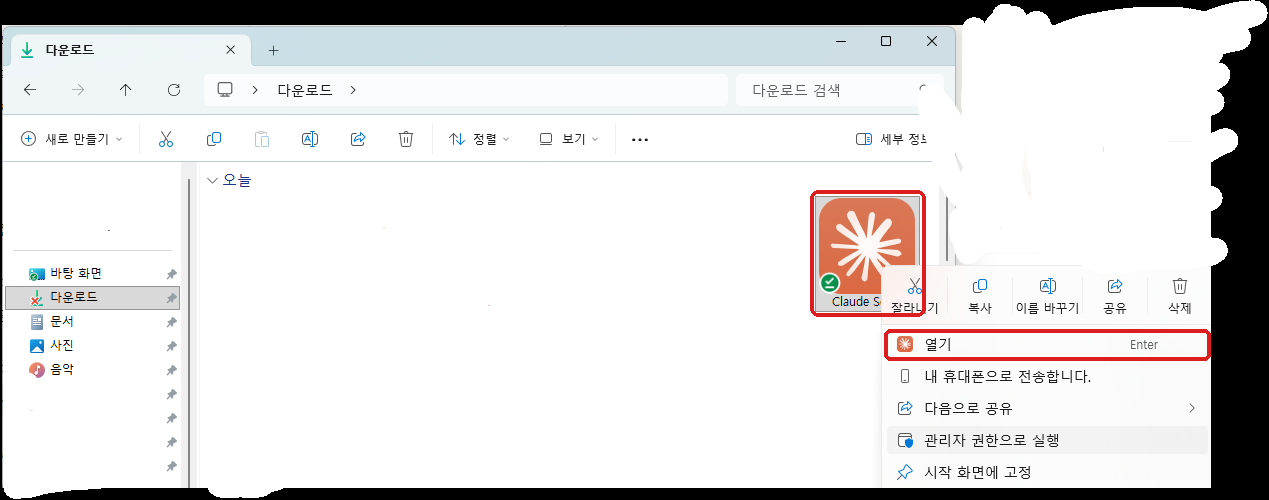 다운로드
다운로드
다운로드 검색
새로 만들기
정렬
보기
세부 정보
오늘
바탕 화면
다운로드
문서
사진
음악
Claude
잘라내기
복사
이름 바꾸기
공유
삭제
열기 Enter
내 휴대폰으로 전송합니다.
다음으로 공유
관리자 권한으로 실행
시작 화면에 고정